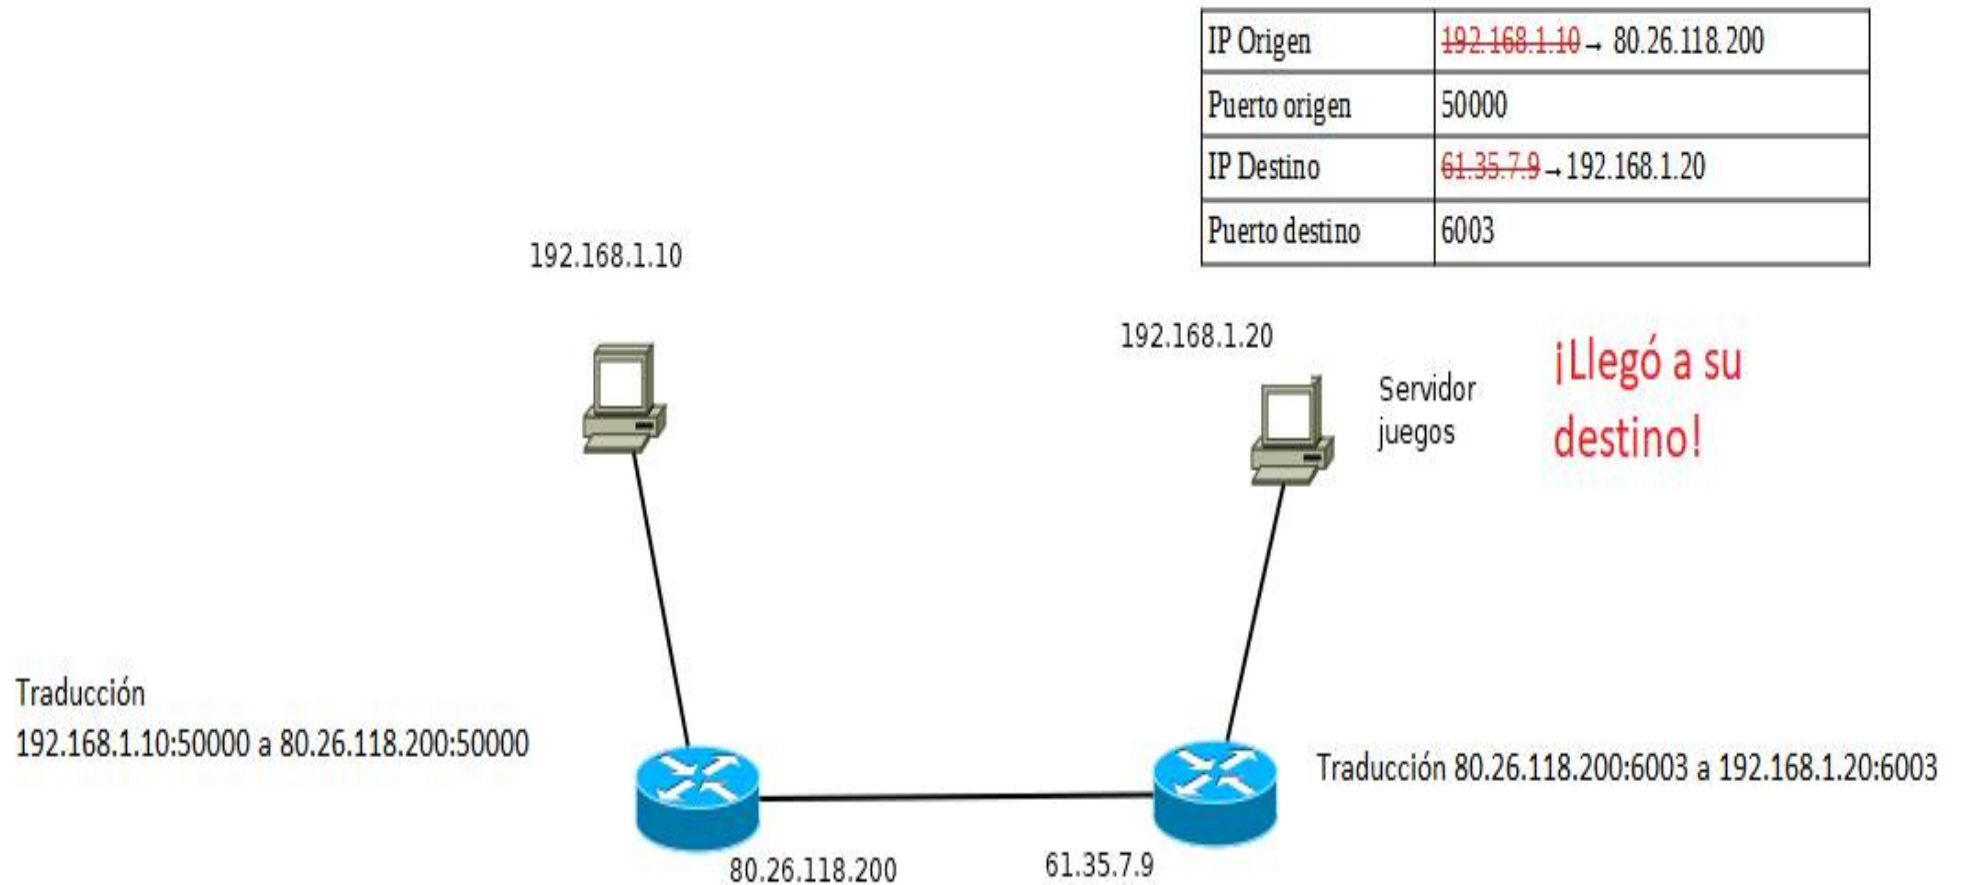 IP Origen 192.168.1.10 → 80.26.118.200
Puerto origen 50000
IP Destino 61.35.7.9 → 192.168.1.20
Puerto destino 6003
192.168.1.10
192.168.1.20
Servidor
juegos
¡Llegó a su
destino!
Traducción
192.168.1.10:50000 a 80.26.118.200:50000
Traducción 80.26.118.200:6003 a 192.168.1.20:6003
80.26.118.200
61.35.7.9